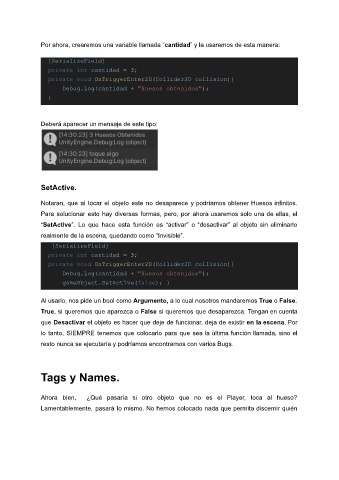 Por ahora, crearemos una variable llamada "cantidad" y la usaremos de esta manera:
[SerializeField]
private int cantidad = 3;
private void OnTriggerEnter2D(Collider2D collision){
Debug.Log(cantidad + "Huesos obtenidos");
}
Deberá aparecer un mensaje de este tipo:
[14:30:23] 3 Huesos Obtenidos
UnityEngine.Debug:Log (object)
[14:30:23] toque algo
UnityEngine.Debug:Log (object)
SetActive.
Notaran, que al tocar el objeto este no desaparece y podríamos obtener Huesos infinitos.
Para solucionar esto hay diversas formas, pero, por ahora usaremos solo una de ellas, el
"SetActive". Lo que hace esta función es "activar" o "desactivar" al objeto sin eliminarlo
realmente de la escena, quedando como "Invisible".
[SerializeField]
private int cantidad = 3;
private void OnTriggerEnter2D(Collider2D collision){
Debug.Log(cantidad + "Huesos obtenidos");
gameObject.SetActive(false); }
Al usarlo, nos pide un bool como Argumento, a lo cual nosotros mandaremos True o False.
True, si queremos que aparezca o False si queremos que desaparezca. Tengan en cuenta
que Desactivar el objeto es hacer que deje de funcionar, deja de existir en la escena. Por
lo tanto, SIEMPRE tenemos que colocarlo para que sea la última función llamada, sino el
resto nunca se ejecutaría y podríamos encontrarnos con varios Bugs.
Tags y Names.
Ahora bien, ¿Qué pasaría si otro objeto que no es el Player, toca al hueso?
Lamentablemente, pasará lo mismo. No hemos colocado nada que permita discernir quién